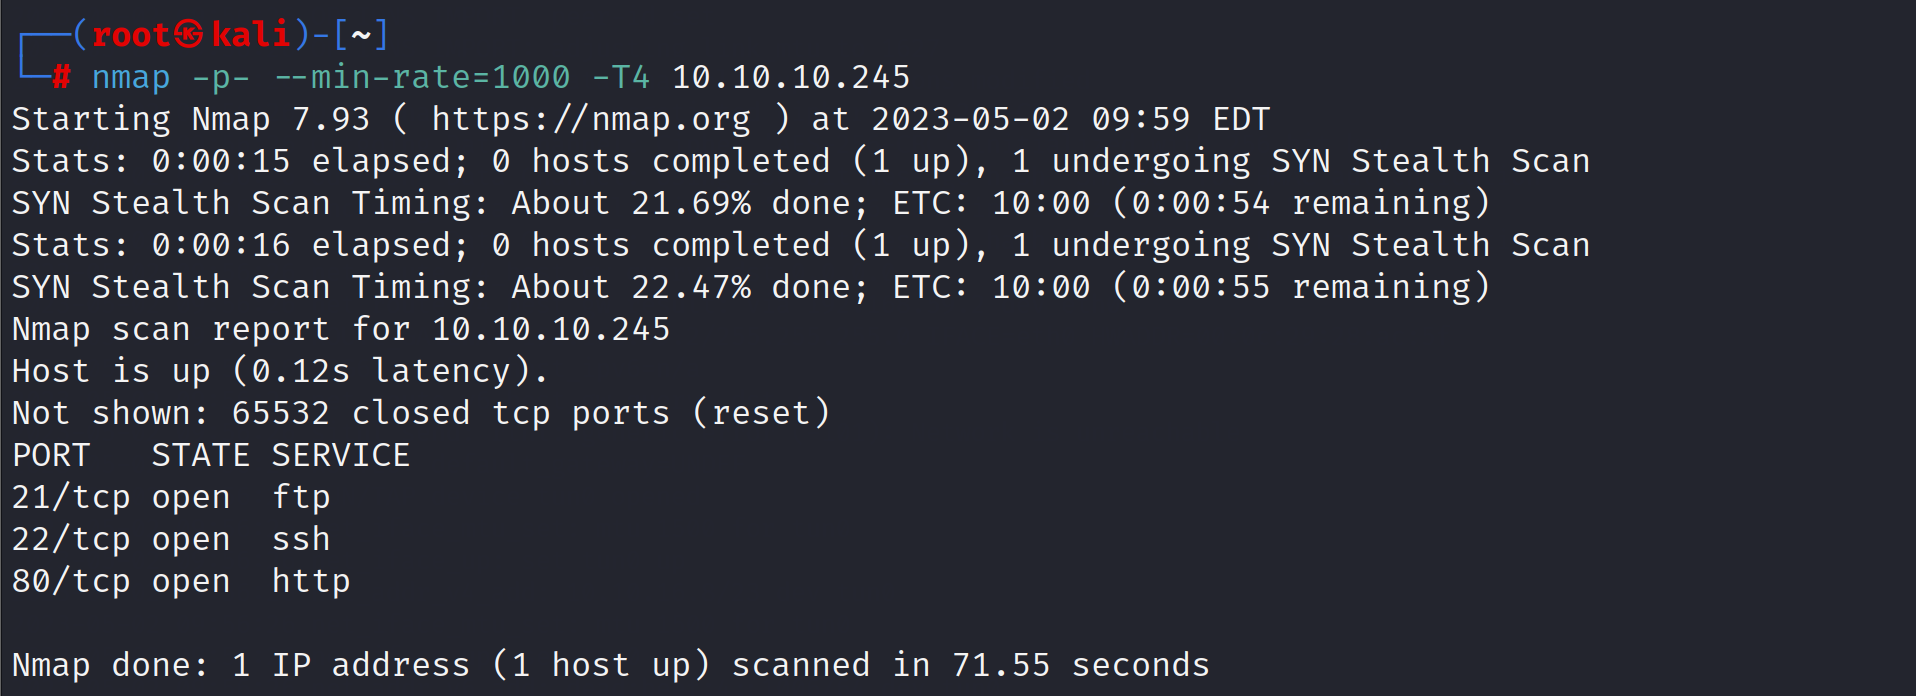 ┌──(root㉿kali)-[~]
└─# nmap -p- --min-rate=1000 -T4 10.10.10.245
Starting Nmap 7.93 ( https://nmap.org ) at 2023-05-02 09:59 EDT
Stats: 0:00:15 elapsed; 0 hosts completed (1 up), 1 undergoing SYN Stealth Scan
SYN Stealth Scan Timing: About 21.69% done; ETC: 10:00 (0:00:54 remaining)
Stats: 0:00:16 elapsed; 0 hosts completed (1 up), 1 undergoing SYN Stealth Scan
SYN Stealth Scan Timing: About 22.47% done; ETC: 10:00 (0:00:55 remaining)
Nmap scan report for 10.10.10.245
Host is up (0.12s latency).
Not shown: 65532 closed tcp ports (reset)
PORT   STATE SERVICE
21/tcp open  ftp
22/tcp open  ssh
80/tcp open  http

Nmap done: 1 IP address (1 host up) scanned in 71.55 seconds